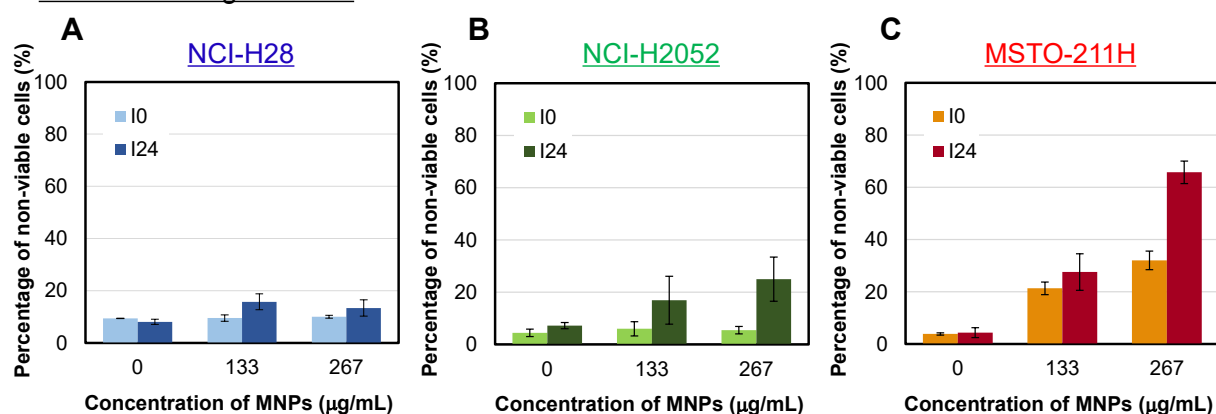 A
NCI-H28
Percentage of non-viable cells (%)
100
80
60
40
20
0
I0
I24
0 133 267
Concentration of MNPs (µg/mL)
B
NCI-H2052
Percentage of non-viable cells (%)
100
80
60
40
20
0
I0
I24
0 133 267
Concentration of MNPs (µg/mL)
C
MSTO-211H
Percentage of non-viable cells (%)
100
80
60
40
20
0
I0
I24
0 133 267
Concentration of MNPs (µg/mL)